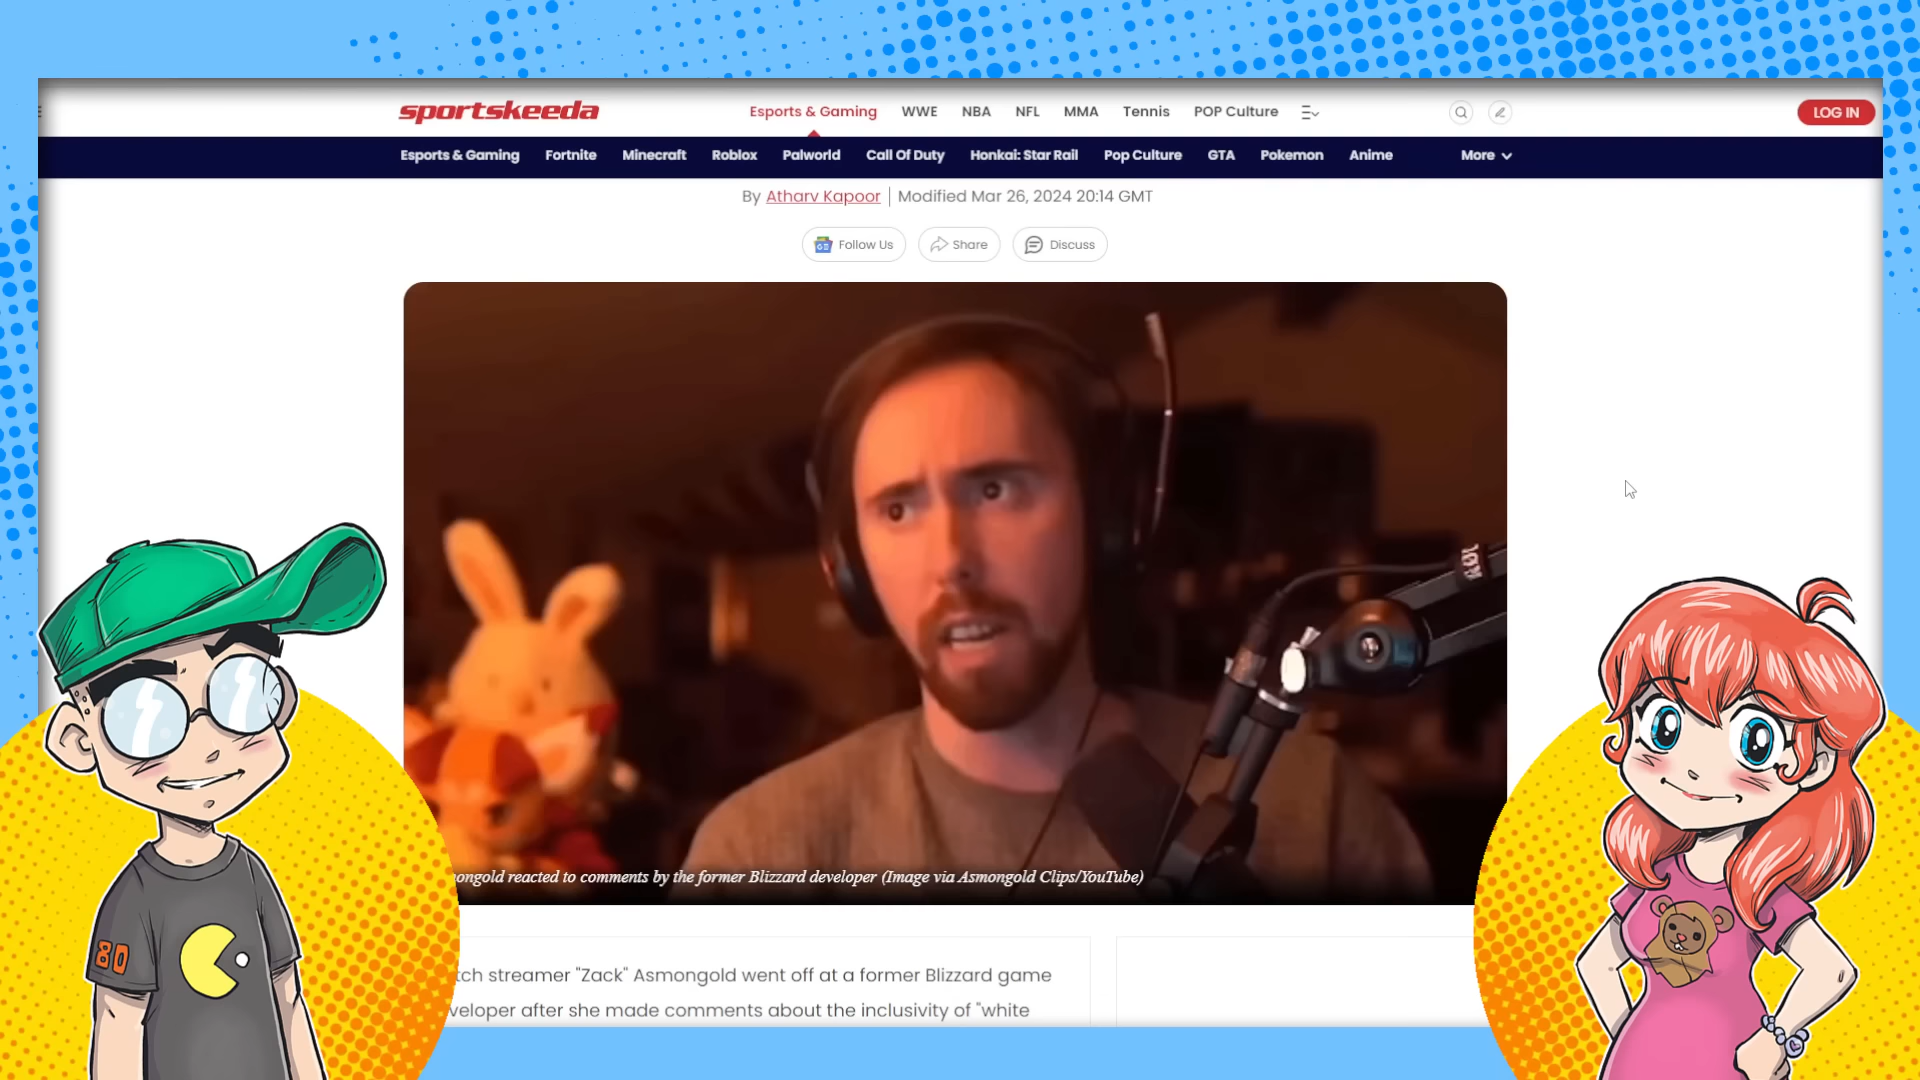 sportskeeda
Esports & Gaming WWE NBA NFL MMA Tennis POP Culture
LOG IN
Esports & Gaming Fortnite Minecraft Roblox Palworld Call Of Duty Honkai: Star Rail Pop Culture GTA Pokemon Anime More
By Atharv Kapoor | Modified Mar 26, 2024 20:14 GMT
Follow Us Share Discuss
ongold reacted to comments by the former Blizzard developer (Image via Asmongold Clips/YouTube)
tch streamer "Zack" Asmongold went off at a former Blizzard game
veloper after she made comments about the inclusivity of "white
80